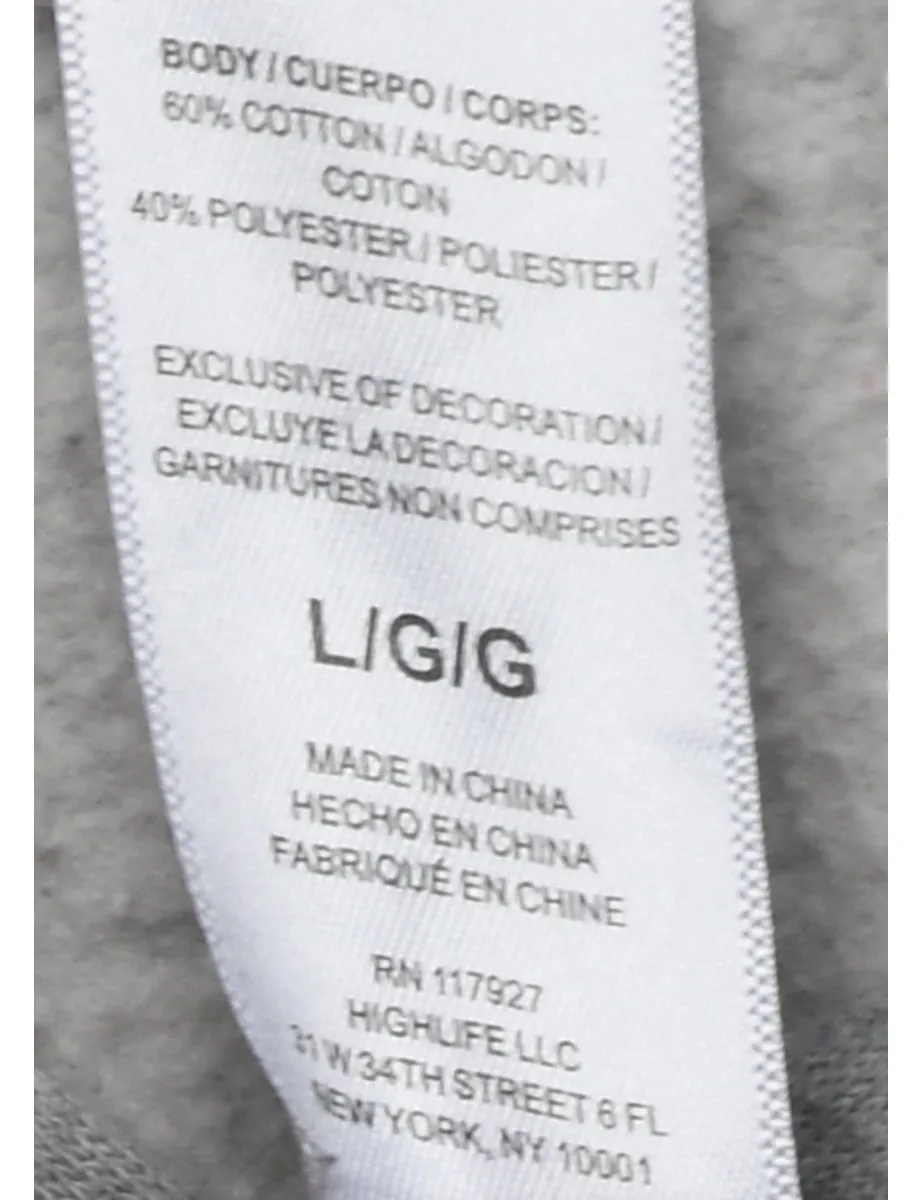 BODY / CUERPO / CORPS:
60% COTTON / ALGODON /
COTON
40% POLYESTER / POLIESTER /
POLYESTER
EXCLUSIVE OF DECORATION /
EXCLUYE LA DECORACION /
GARNITURES NON COMPRISES
L/G/G
MADE IN CHINA
HECHO EN CHINA
FABRIQUÉ EN CHINE
RN 117927
HIGHLIFE LLC
31 W 34TH STREET 6 FL
NEW YORK, NY 10001